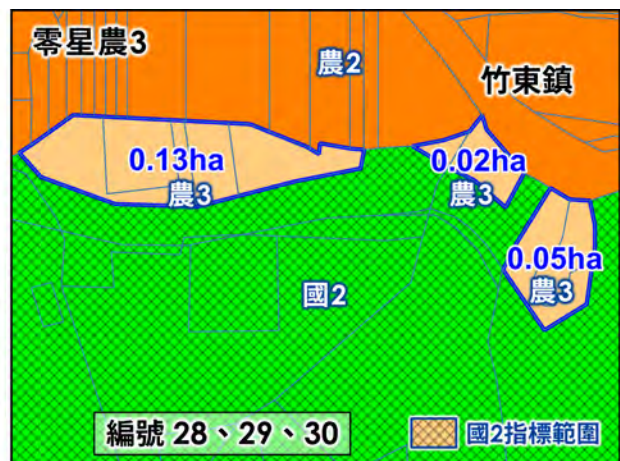 零星農3
農2
竹東鎮
0.13ha
農3
0.02ha
農3
0.05ha
農3
國2
編號 28、29、30
國2指標範圍